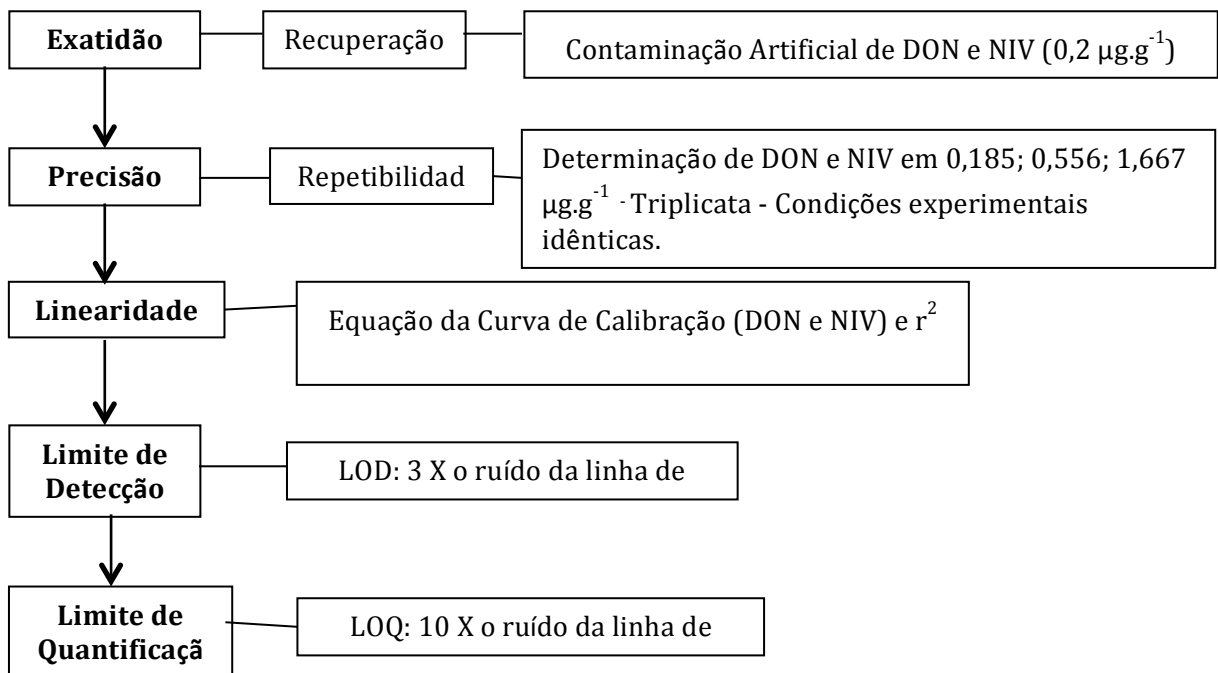 Exatidão
Recuperação
Contaminação Artificial de DON e NIV (0,2 µg.g⁻¹)
Precisão
Repetibilidad
Determinação de DON e NIV em 0,185; 0,556; 1,667
µg.g⁻¹ - Triplicata - Condições experimentais
idênticas.
Linearidade
Equação da Curva de Calibração (DON e NIV) e r²
Limite de
Detecção
LOD: 3 X o ruído da linha de
Limite de
Quantificaçã
LOQ: 10 X o ruído da linha de